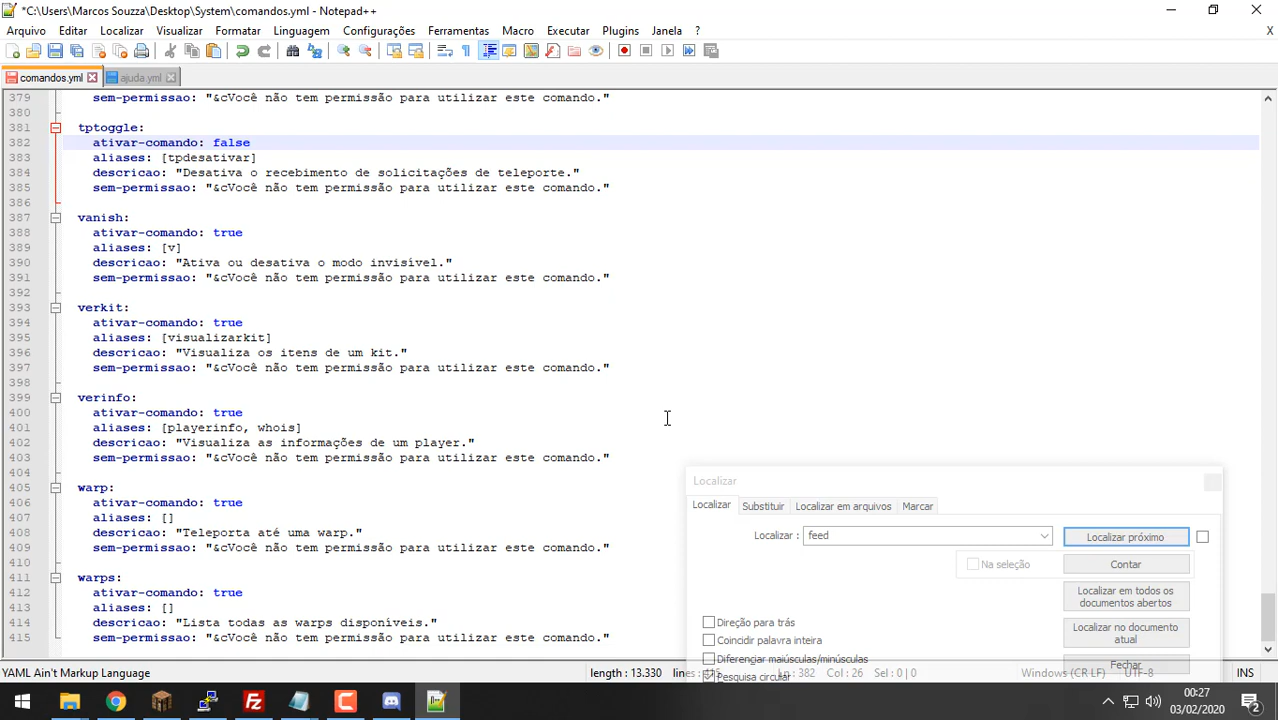 *C:\Users\Marcos Souza\Desktop\System\comandos.yml - Notepad++
Arquivo Editar Localizar Visualizar Formatar Linguagem Configurações Ferramentas Macro Executar Plugins Janela ? X
comandos.yml ajuda.yml
379 sem-permissao: "&cVocê não tem permissão para utilizar este comando."
380
381 tptoggle:
382 ativar-comando: false
383 aliases: [tpdesativar]
384 descricao: "Desativa o recebimento de solicitações de teleporte."
385 sem-permissao: "&cVocê não tem permissão para utilizar este comando."
386
387 vanish:
388 ativar-comando: true
389 aliases: [v]
390 descricao: "Ativa ou desativa o modo invisível."
391 sem-permissao: "&cVocê não tem permissão para utilizar este comando."
392
393 verkit:
394 ativar-comando: true
395 aliases: [visualizarkit]
396 descricao: "Visualiza os itens de um kit."
397 sem-permissao: "&cVocê não tem permissão para utilizar este comando."
398
399 verinfo:
400 ativar-comando: true
401 aliases: [playerinfo, whois]
402 descricao: "Visualiza as informações de um player."
403 sem-permissao: "&cVocê não tem permissão para utilizar este comando."
404
405 warp:
406 ativar-comando: true
407 aliases: []
408 descricao: "Teleporta até uma warp."
409 sem-permissao: "&cVocê não tem permissão para utilizar este comando."
410
411 warps:
412 ativar-comando: true
413 aliases: []
414 descricao: "Lista todas as warps disponíveis."
415 sem-permissao: "&cVocê não tem permissão para utilizar este comando."
Localizar
Localizar Substituir Localizar em arquivos Marcar
Localizar : feed Localizar próximo
Na seleção Contar
Localizar em todos os documentos abertos
Direção para trás
Localizar no documento atual
Coincidir palavra inteira
Diferenciar maiúsculas/minúsculas
Fechar
Pesquisa circular
YAML Ain't Markup Language length : 13.330 lines : Ln : 382 Col : 26 Sel : 0 | 0 Windows (CR LF) UTF-8 INS
00:27
03/02/2020
2